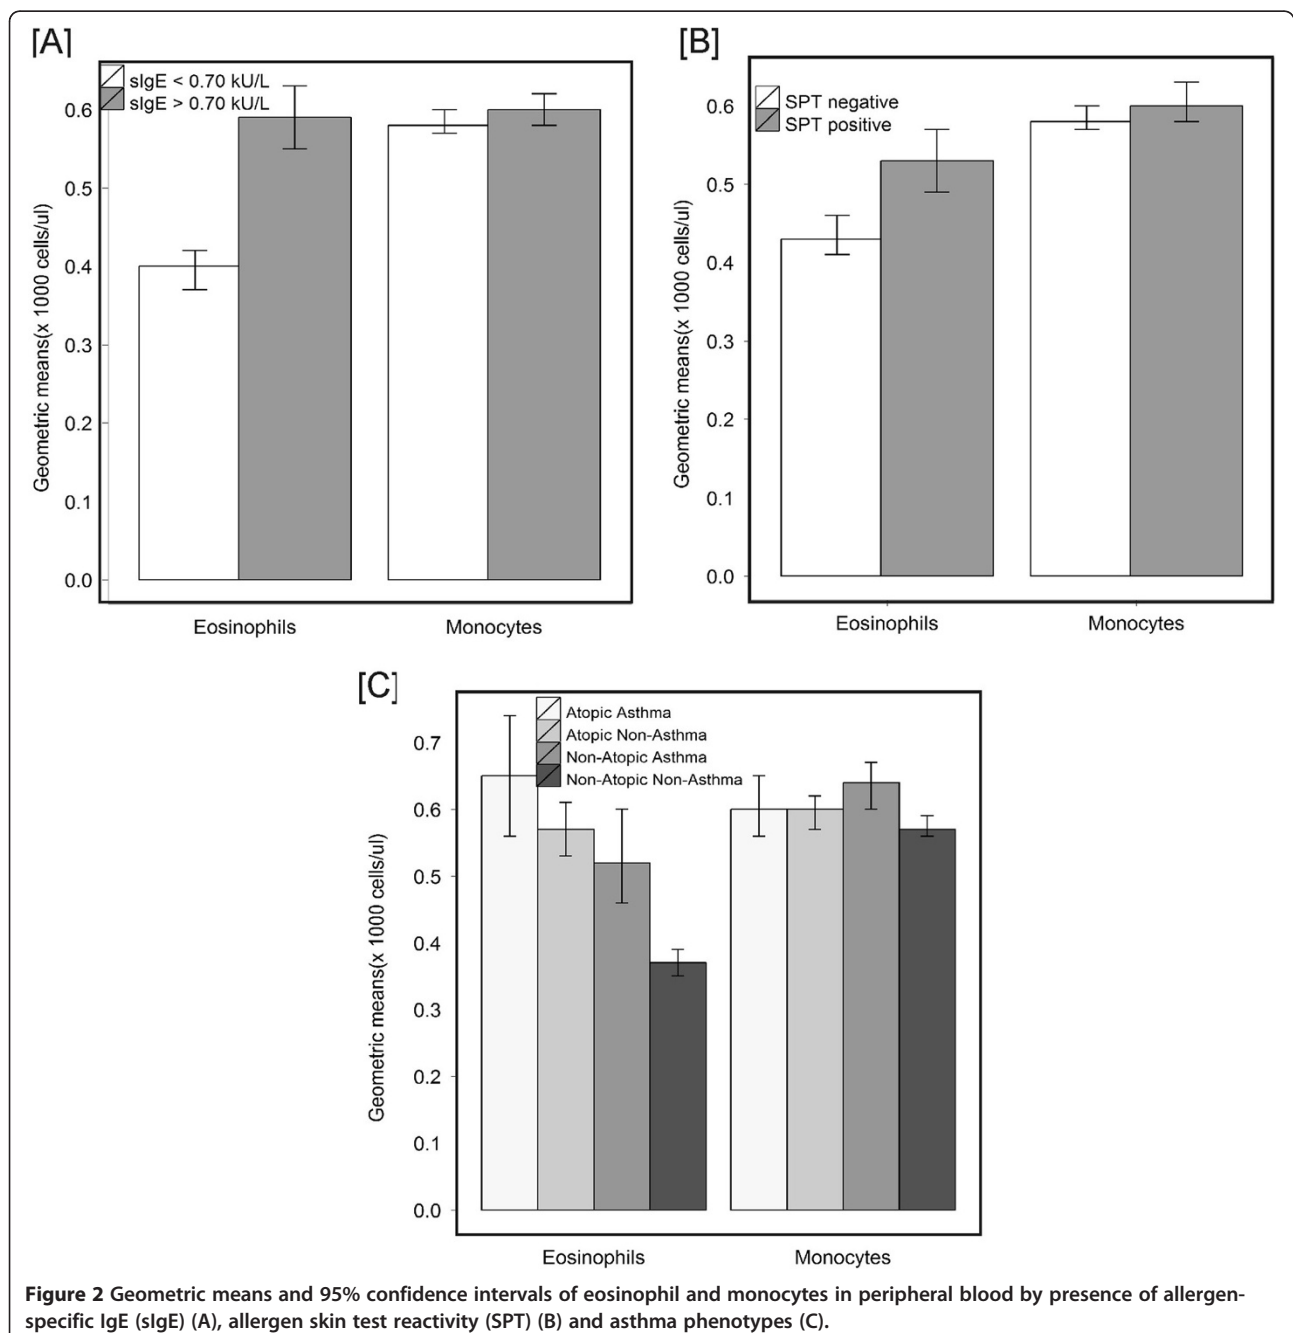 [A]
sIgE < 0.70 kU/L
sIgE > 0.70 kU/L
Geometric means(x 1000 cells/ul)
0.6
0.5
0.4
0.3
0.2
0.1
0.0
Eosinophils Monocytes
[B]
SPT negative
SPT positive
Geometric means(x 1000 cells/ul)
0.6
0.5
0.4
0.3
0.2
0.1
0.0
Eosinophils Monocytes
[C]
Atopic Asthma
Atopic Non-Asthma
Non-Atopic Asthma
Non-Atopic Non-Asthma
Geometric means(x 1000 cells/ul)
0.7
0.6
0.5
0.4
0.3
0.2
0.1
0.0
Eosinophils Monocytes
Figure 2 Geometric means and 95% confidence intervals of eosinophil and monocytes in peripheral blood by presence of allergen-
specific IgE (sIgE) (A), allergen skin test reactivity (SPT) (B) and asthma phenotypes (C).